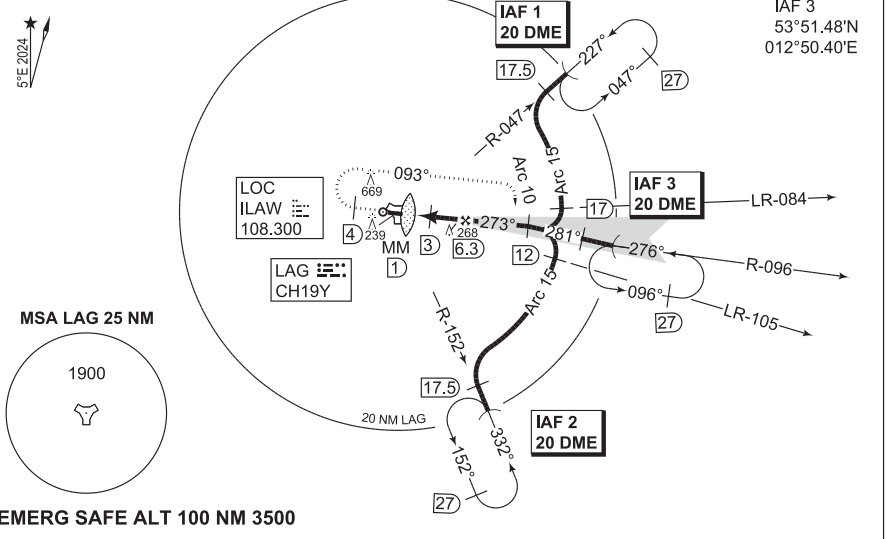 IAF 3
53°51.48'N
012°50.40'E
5°E 2024
IAF 1
20 DME
17.5
227°
047°
27
R-047
Arc 15
Arc 10
093°
669
LOC
ILAW
108.300
4
239
MM
1
3
268
6.3
273°
12
281°
17
IAF 3
20 DME
LR-084
276°
R-096
096°
27
LR-105
LAG
CH19Y
Arc 15
R-152
17.5
20 NM LAG
332°
152°
27
IAF 2
20 DME
MSA LAG 25 NM
1900
EMERG SAFE ALT 100 NM 3500